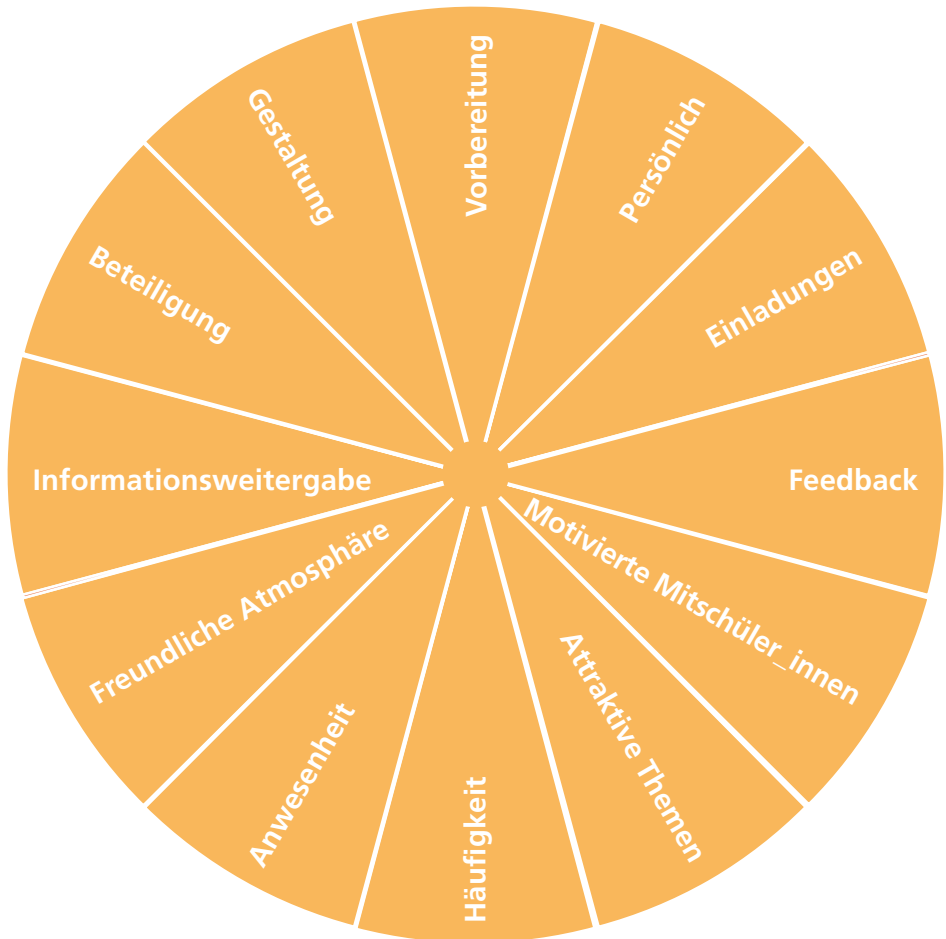 Vorbereitung
Persönlich
Einladungen
Feedback
Motivierte Mitschüler_innen
Attraktive Themen
Häufigkeit
Anwesenheit
Freundliche Atmosphäre
Informationsweitergabe
Beteiligung
Gestaltung